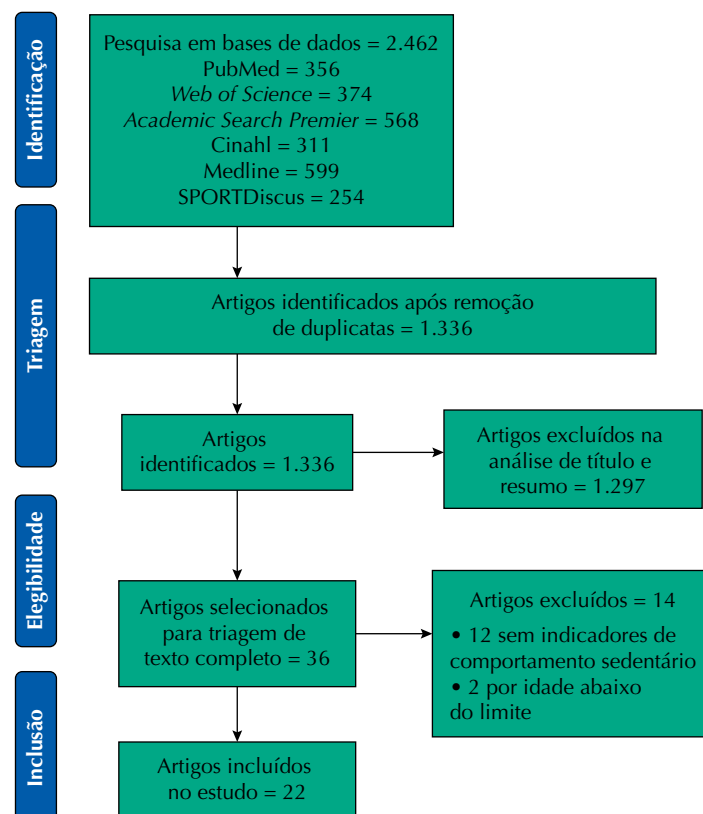 Identificação
Pesquisa em bases de dados = 2.462
PubMed = 356
Web of Science = 374
Academic Search Premier = 568
Cinahl = 311
Medline = 599
SPORTDiscus = 254
Triagem
Artigos identificados após remoção
de duplicatas = 1.336
Artigos
identificados = 1.336
Artigos excluídos na
análise de título e
resumo = 1.297
Elegibilidade
Artigos selecionados
para triagem de
texto completo = 36
Artigos excluídos = 14
• 12 sem indicadores de
comportamento sedentário
• 2 por idade abaixo
do limite
Inclusão
Artigos incluídos
no estudo = 22